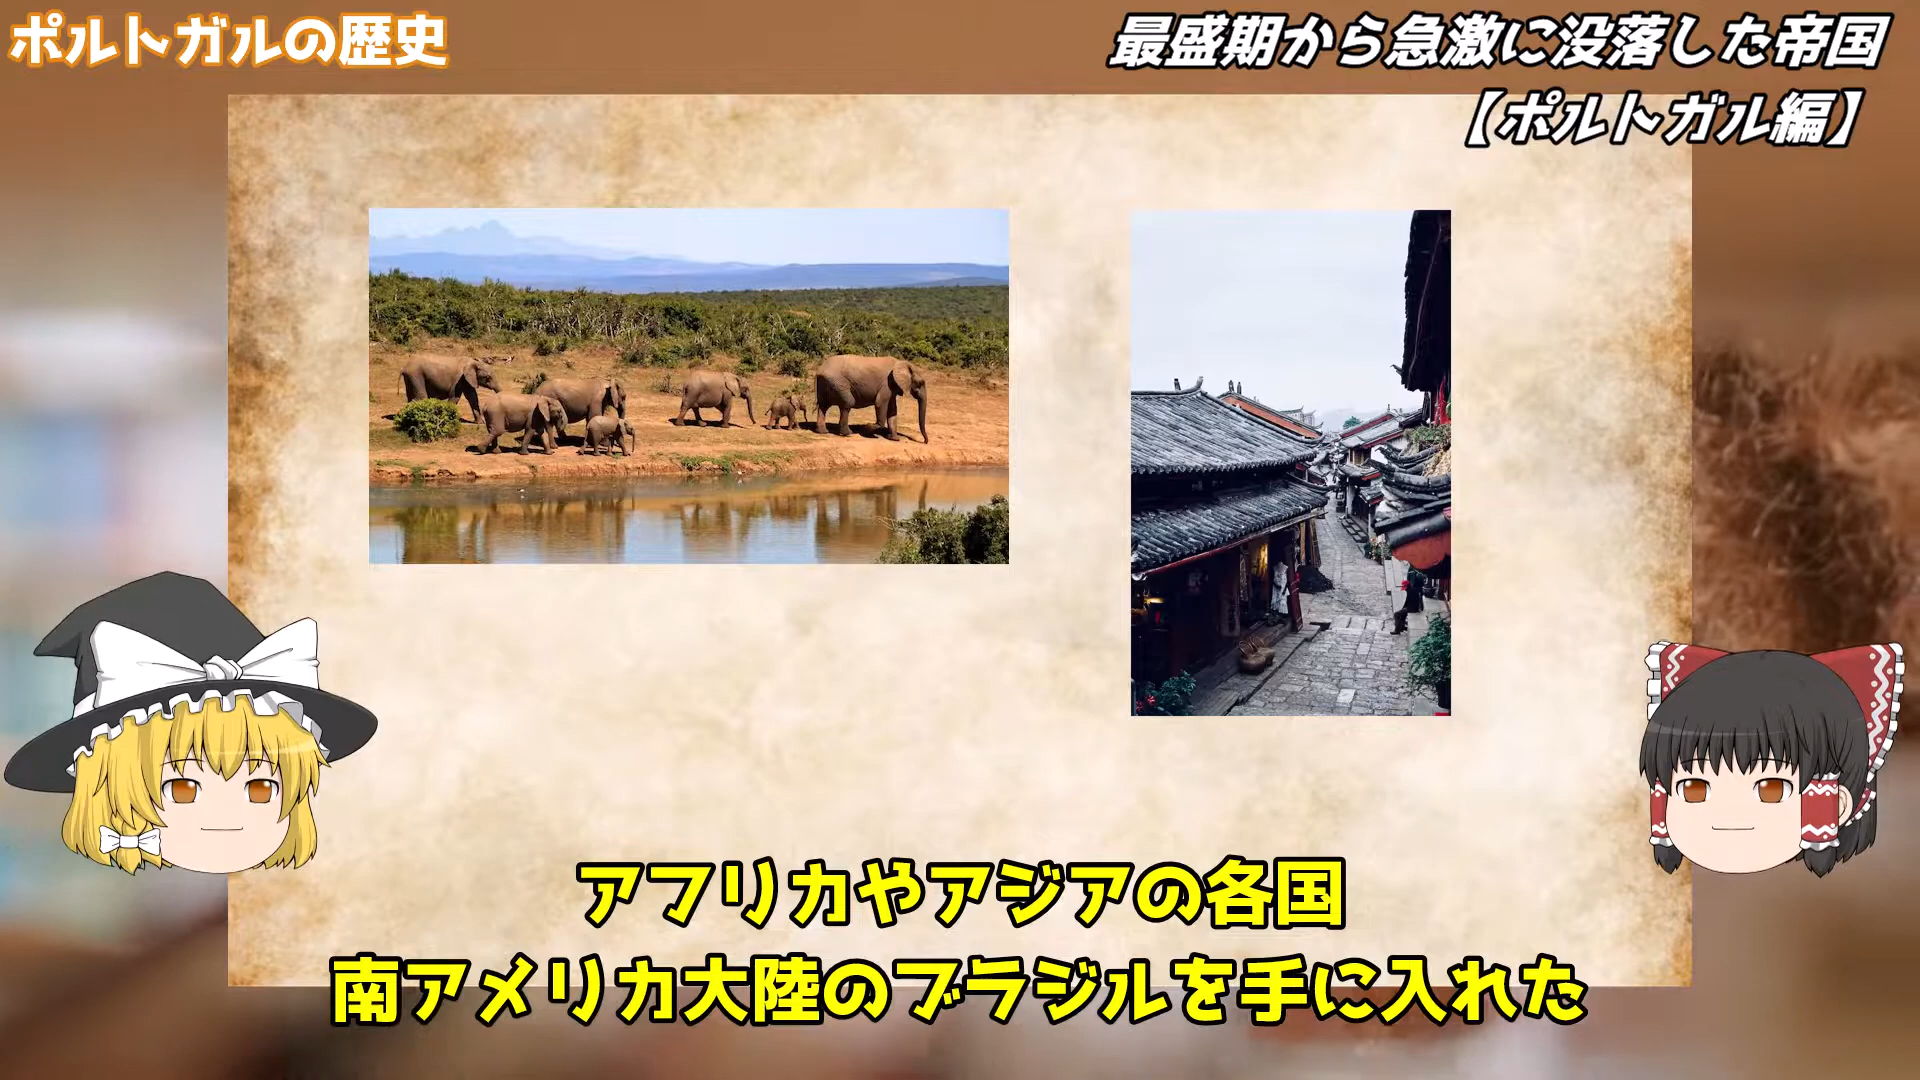 ポルトガルの歴史
最盛期から急激に没落した帝国
【ポルトガル編】
アフリカやアジアの各国
南アメリカ大陸のブラジルを手に入れた